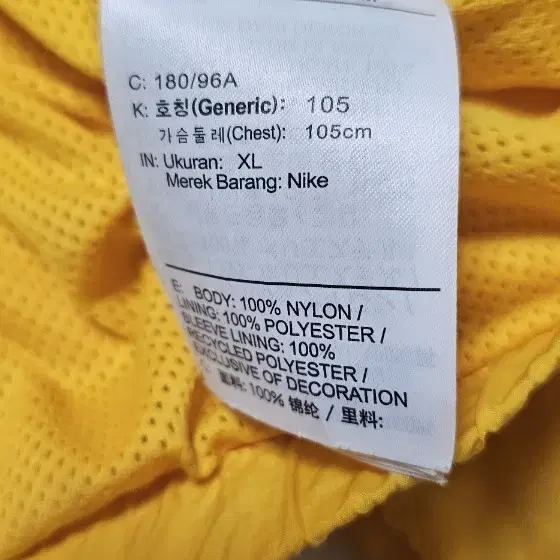 C: 180/96A
K: 호칭(Generic): 105
가슴둘레(Chest): 105cm
IN: Ukuran: XL
Merek Barang: Nike
E: BODY: 100% NYLON /
LINING: 100% POLYESTER /
SLEEVE LINING: 100%
RECYCLED POLYESTER /
EXCLUSIVE OF DECORATION
面料: 100% 锦纶 / 里料: